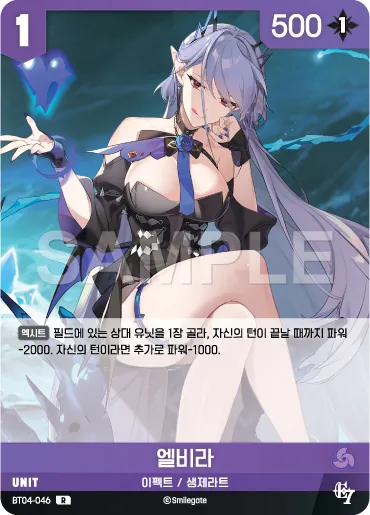 1
500
1
SAMPLE
엑시트 필드에 있는 상대 유닛을 1장 골라, 자신의 턴이 끝날 때까지 파워
-2000. 자신의 턴이라면 추가로 파워-1000.
엘비라
UNIT
이펙트 / 생제라트
BT04-046 R
©Smilegate
E7